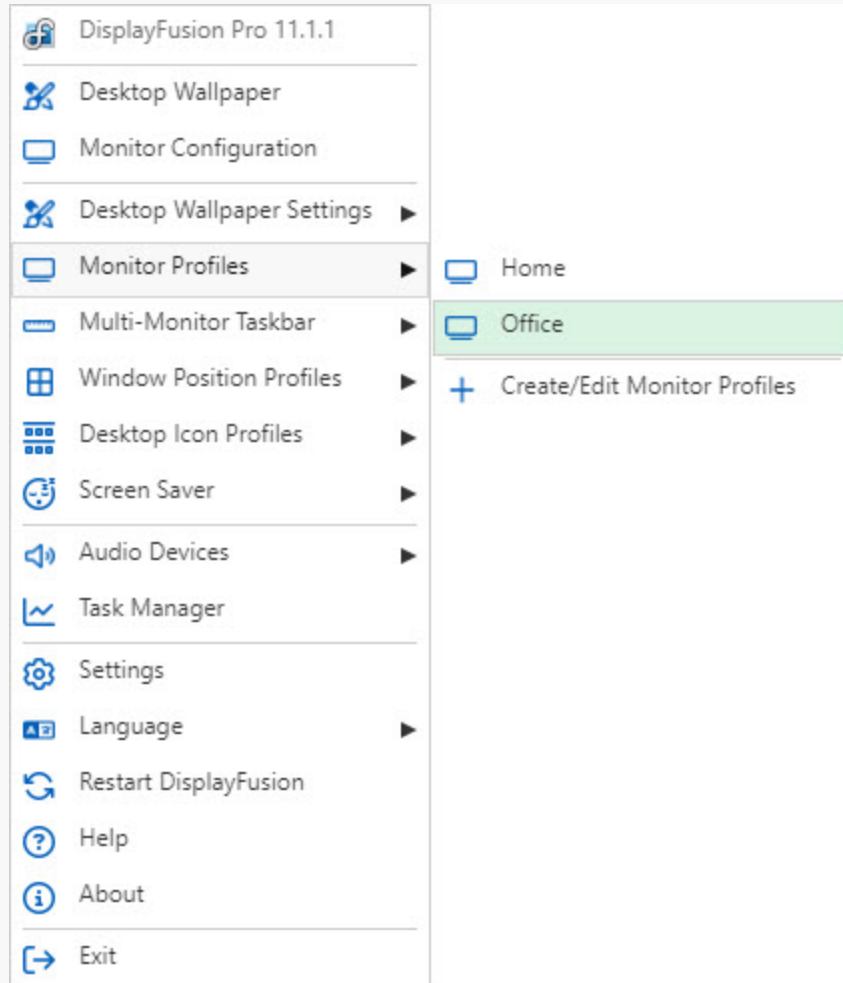 DisplayFusion Pro 11.1.1
Desktop Wallpaper
Monitor Configuration
Desktop Wallpaper Settings
Monitor Profiles
Multi-Monitor Taskbar
Window Position Profiles
Desktop Icon Profiles
Screen Saver
Audio Devices
Task Manager
Settings
Language
Restart DisplayFusion
Help
About
Exit
Home
Office
Create/Edit Monitor Profiles